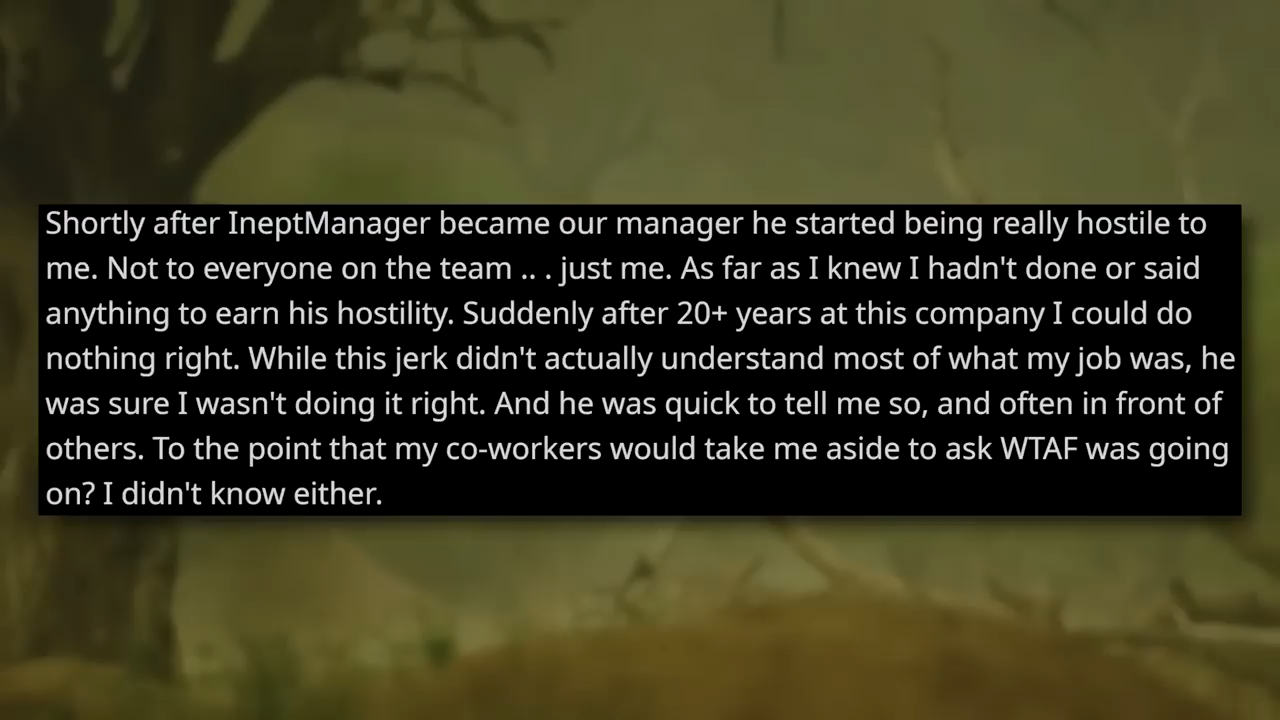 Shortly after IneptManager became our manager he started being really hostile to
me. Not to everyone on the team .. . just me. As far as I knew I hadn't done or said
anything to earn his hostility. Suddenly after 20+ years at this company I could do
nothing right. While this jerk didn't actually understand most of what my job was, he
was sure I wasn't doing it right. And he was quick to tell me so, and often in front of
others. To the point that my co-workers would take me aside to ask WTAF was going
on? I didn't know either.